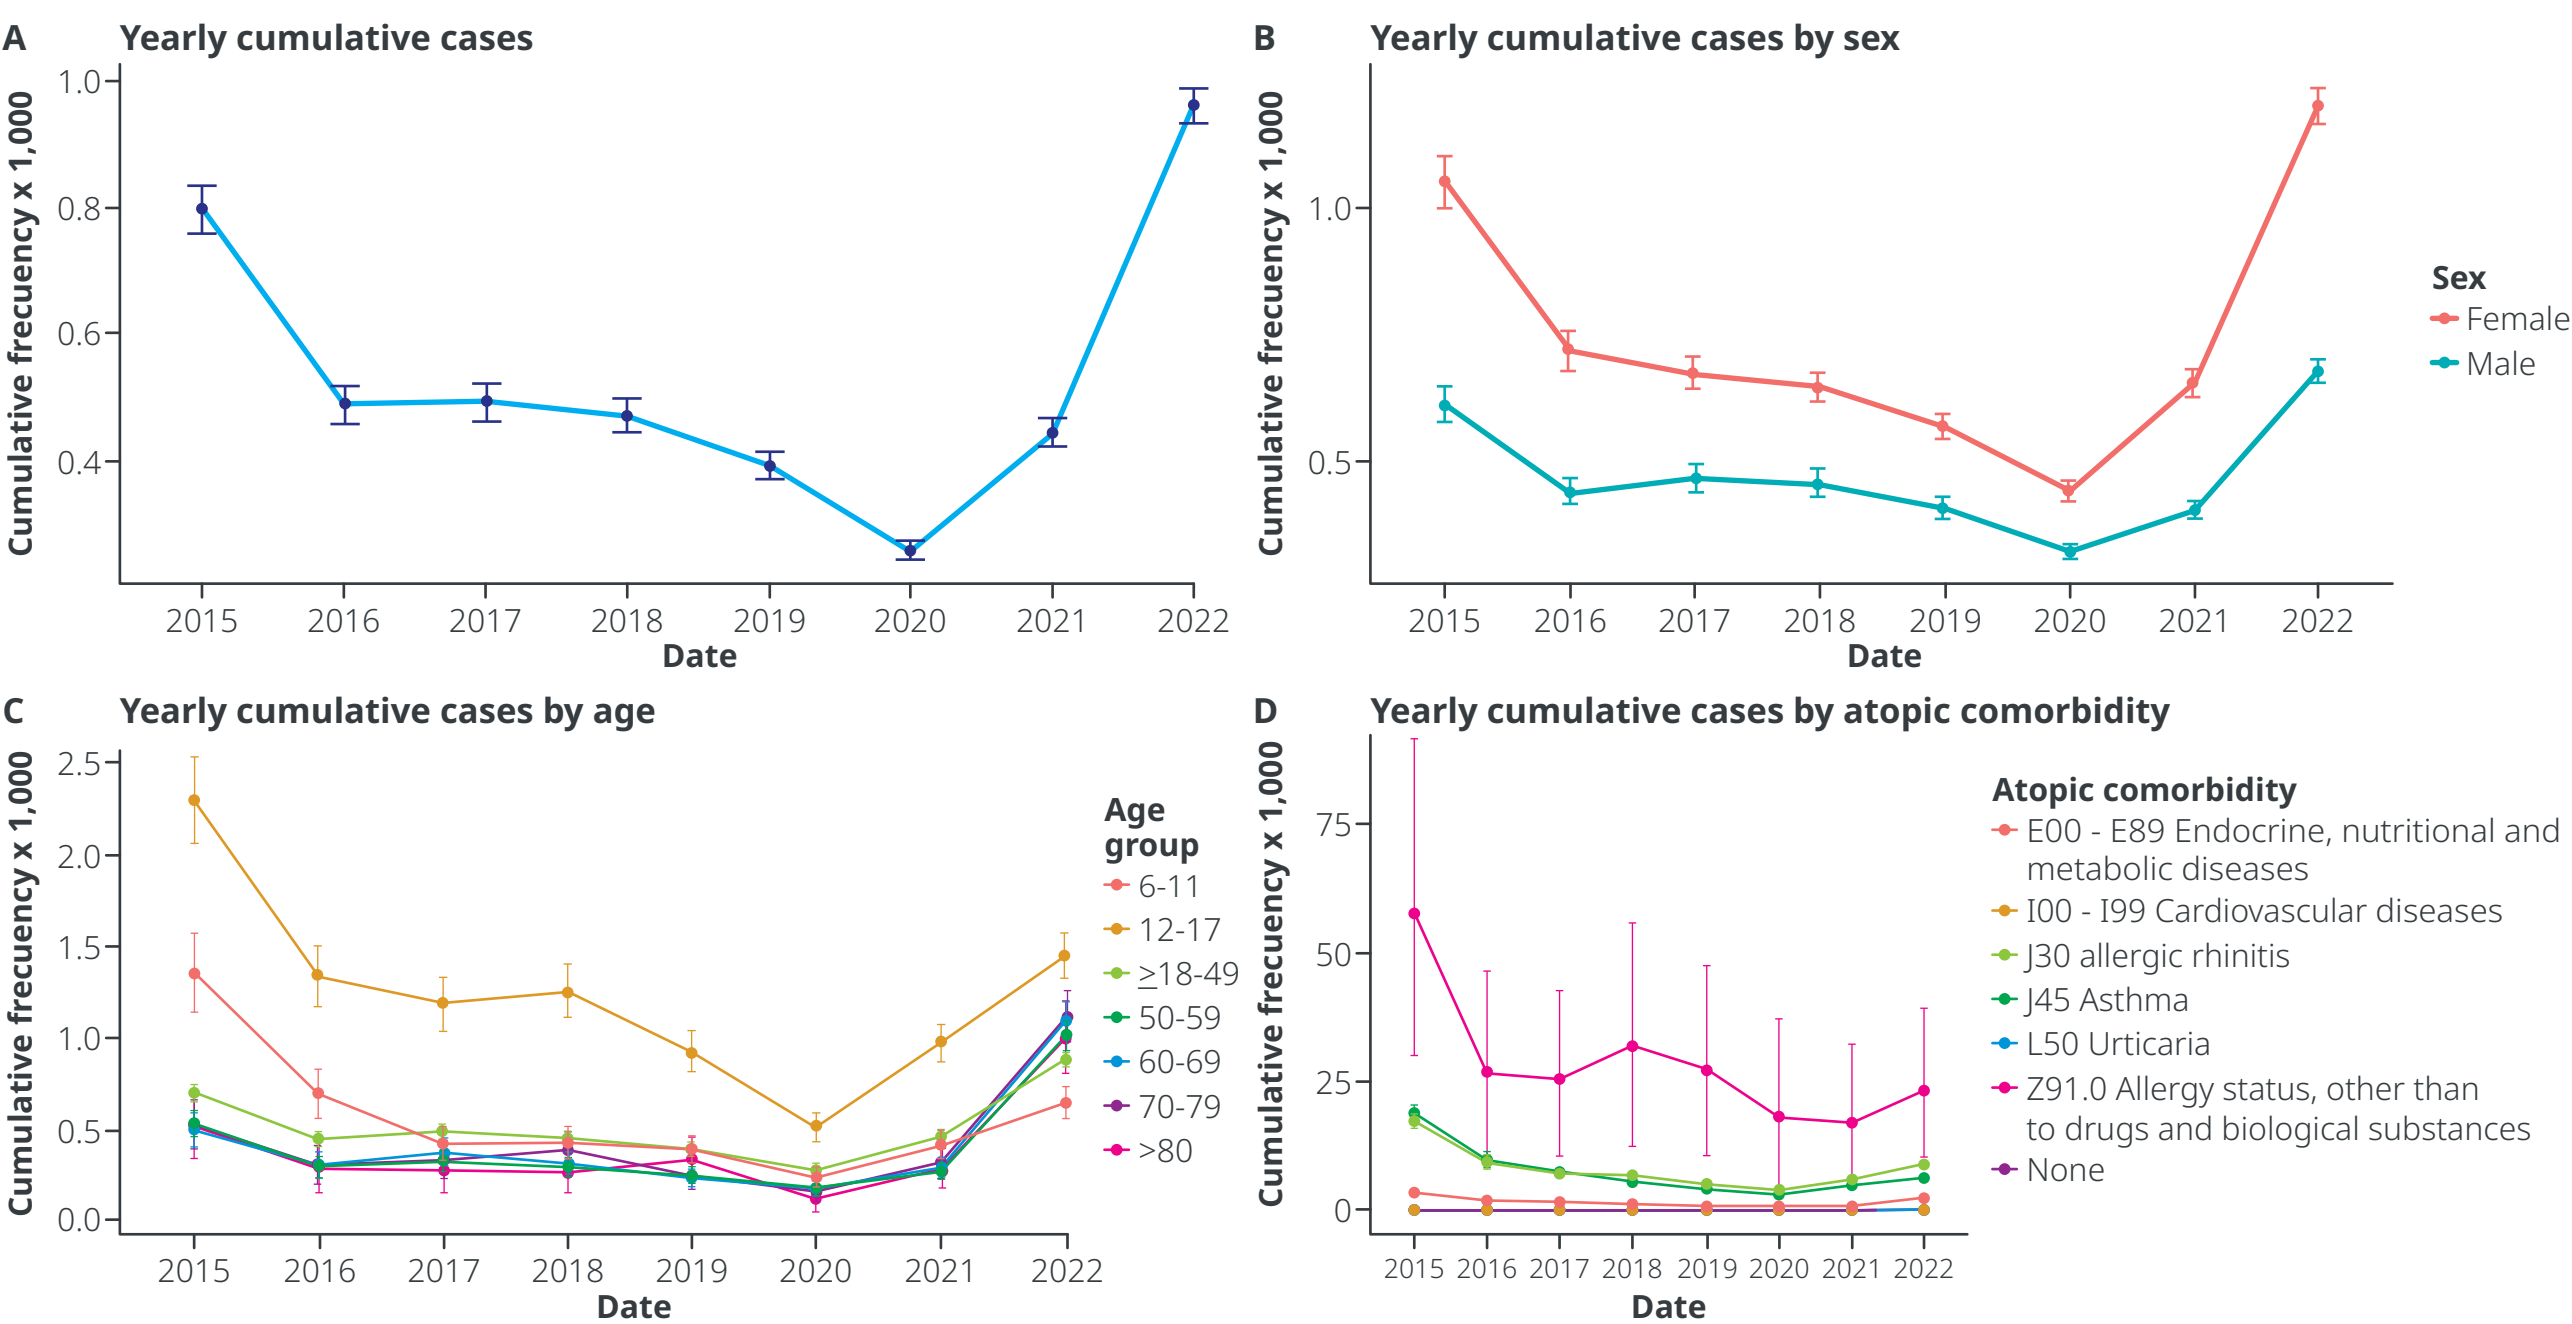 A Yearly cumulative cases
Cumulative frecuency x 1,000
1.0
0.8
0.6
0.4
2015 2016 2017 2018 2019 2020 2021 2022
Date
B Yearly cumulative cases by sex
Cumulative frecuency x 1,000
1.0
0.5
2015 2016 2017 2018 2019 2020 2021 2022
Date
Sex
Female
Male
C Yearly cumulative cases by age
Cumulative frecuency x 1,000
2.5
2.0
1.5
1.0
0.5
0.0
2015 2016 2017 2018 2019 2020 2021 2022
Date
Age
group
6-11
12-17
≥18-49
50-59
60-69
70-79
>80
D Yearly cumulative cases by atopic comorbidity
Cumulative frecuency x 1,000
75
50
25
0
2015 2016 2017 2018 2019 2020 2021 2022
Date
Atopic comorbidity
E00 - E89 Endocrine, nutritional and
metabolic diseases
I00 - I99 Cardiovascular diseases
J30 allergic rhinitis
J45 Asthma
L50 Urticaria
Z91.0 Allergy status, other than
to drugs and biological substances
None